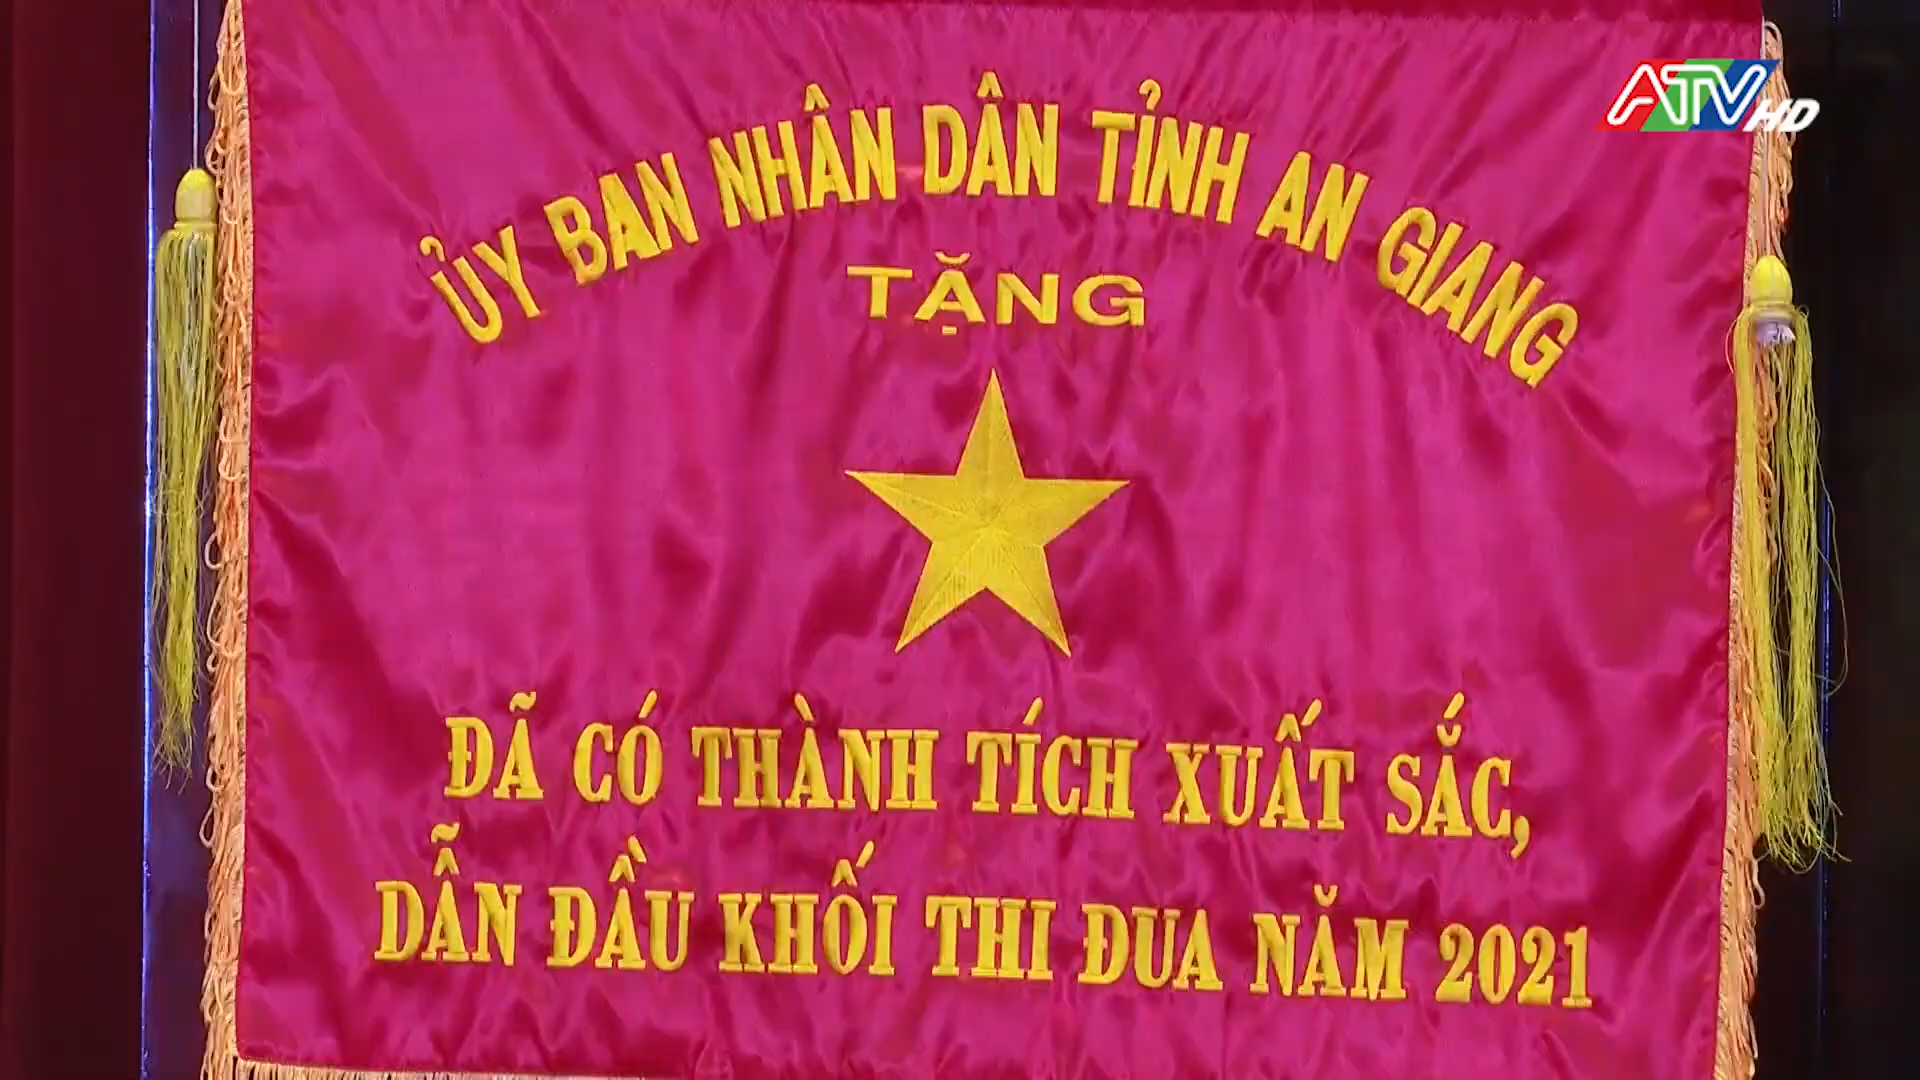 ATV HD
ỦY BAN NHÂN DÂN TỈNH AN GIANG
TẶNG
ĐÃ CÓ THÀNH TÍCH XUẤT SẮC,
DẪN ĐẦU KHỐI THI ĐUA NĂM 2021